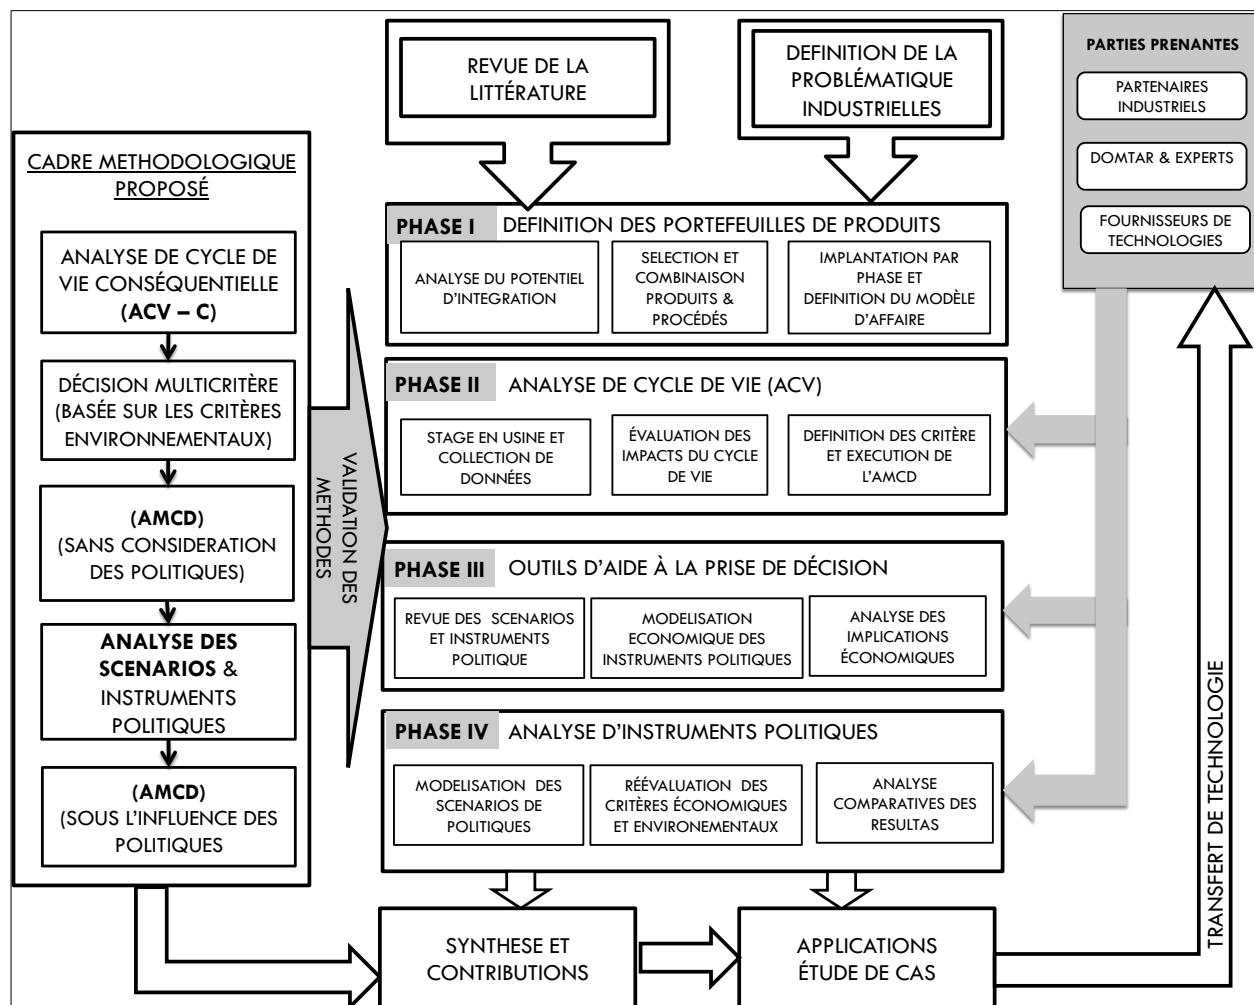 REVUE DE LA
LITTÉRATURE
DEFINITION DE LA
PROBLÉMATIQUE
INDUSTRIELLES
PARTIES PRENANTES
PARTENAIRES
INDUSTRIELS
DOMTAR & EXPERTS
FOURNISSEURS DE
TECHNOLOGIES
CADRE METHODOLOGIQUE
PROPOSÉ
ANALYSE DE CYCLE DE
VIE CONSÉQUENTIELLE
(ACV – C)
DÉCISION MULTICRITÈRE
(BASÉE SUR LES CRITÈRES
ENVIRONNEMENTAUX)
(AMCD)
(SANS CONSIDERATION
DES POLITIQUES)
ANALYSE DES
SCENARIOS &
INSTRUMENTS
POLITIQUES
(AMCD)
(SOUS L'INFLUENCE DES
POLITIQUES
VALIDATION DES
METHODES
PHASE I DEFINITION DES PORTEFEUILLES DE PRODUITS
ANALYSE DU POTENTIEL
D'INTEGRATION
SELECTION ET
COMBINAISON
PRODUITS &
PROCÉDÉS
IMPLANTATION PAR
PHASE ET
DEFINITION DU MODÈLE
D'AFFAIRE
PHASE II ANALYSE DE CYCLE DE VIE (ACV)
STAGE EN USINE ET
COLLECTION DE
DONNÉES
ÉVALUATION DES
IMPACTS DU CYCLE
DE VIE
DEFINITION DES CRITÈRE
ET EXECUTION DE
L'AMCD
PHASE III OUTILS D'AIDE À LA PRISE DE DÉCISION
REVUE DES SCENARIOS
ET INSTRUMENTS
POLITIQUE
MODELISATION
ECONOMIQUE DES
INSTRUMENTS POLITIQUES
ANALYSE DES
IMPLICATIONS
ÉCONOMIQUES
PHASE IV ANALYSE D'INSTRUMENTS POLITIQUES
MODELISATION DES
SCENARIOS DE
POLITIQUES
RÉÉVALUATION DES
CRITÈRES ÉCONOMIQUES
ET ENVIRONEMENTAUX
ANALYSE
COMPARATIVES DES
RESULTAS
SYNTHESE ET
CONTRIBUTIONS
APPLICATIONS
ÉTUDE DE CAS
TRANSFERT DE TECHNOLOGIE